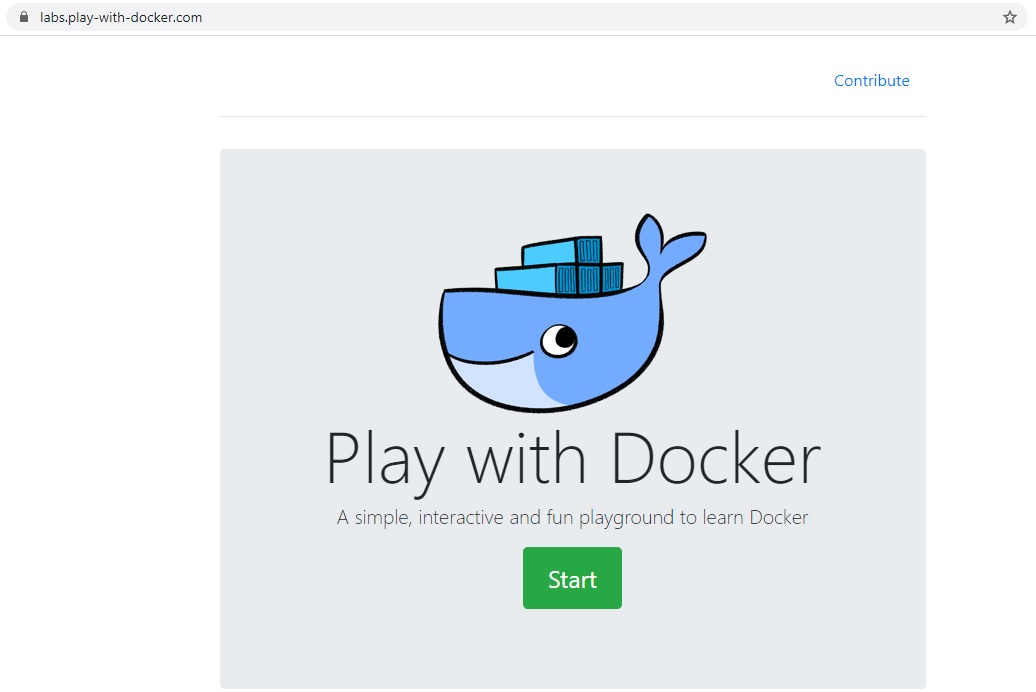 labs.play-with-docker.com
Contribute
Play with Docker
A simple, interactive and fun playground to learn Docker
Start